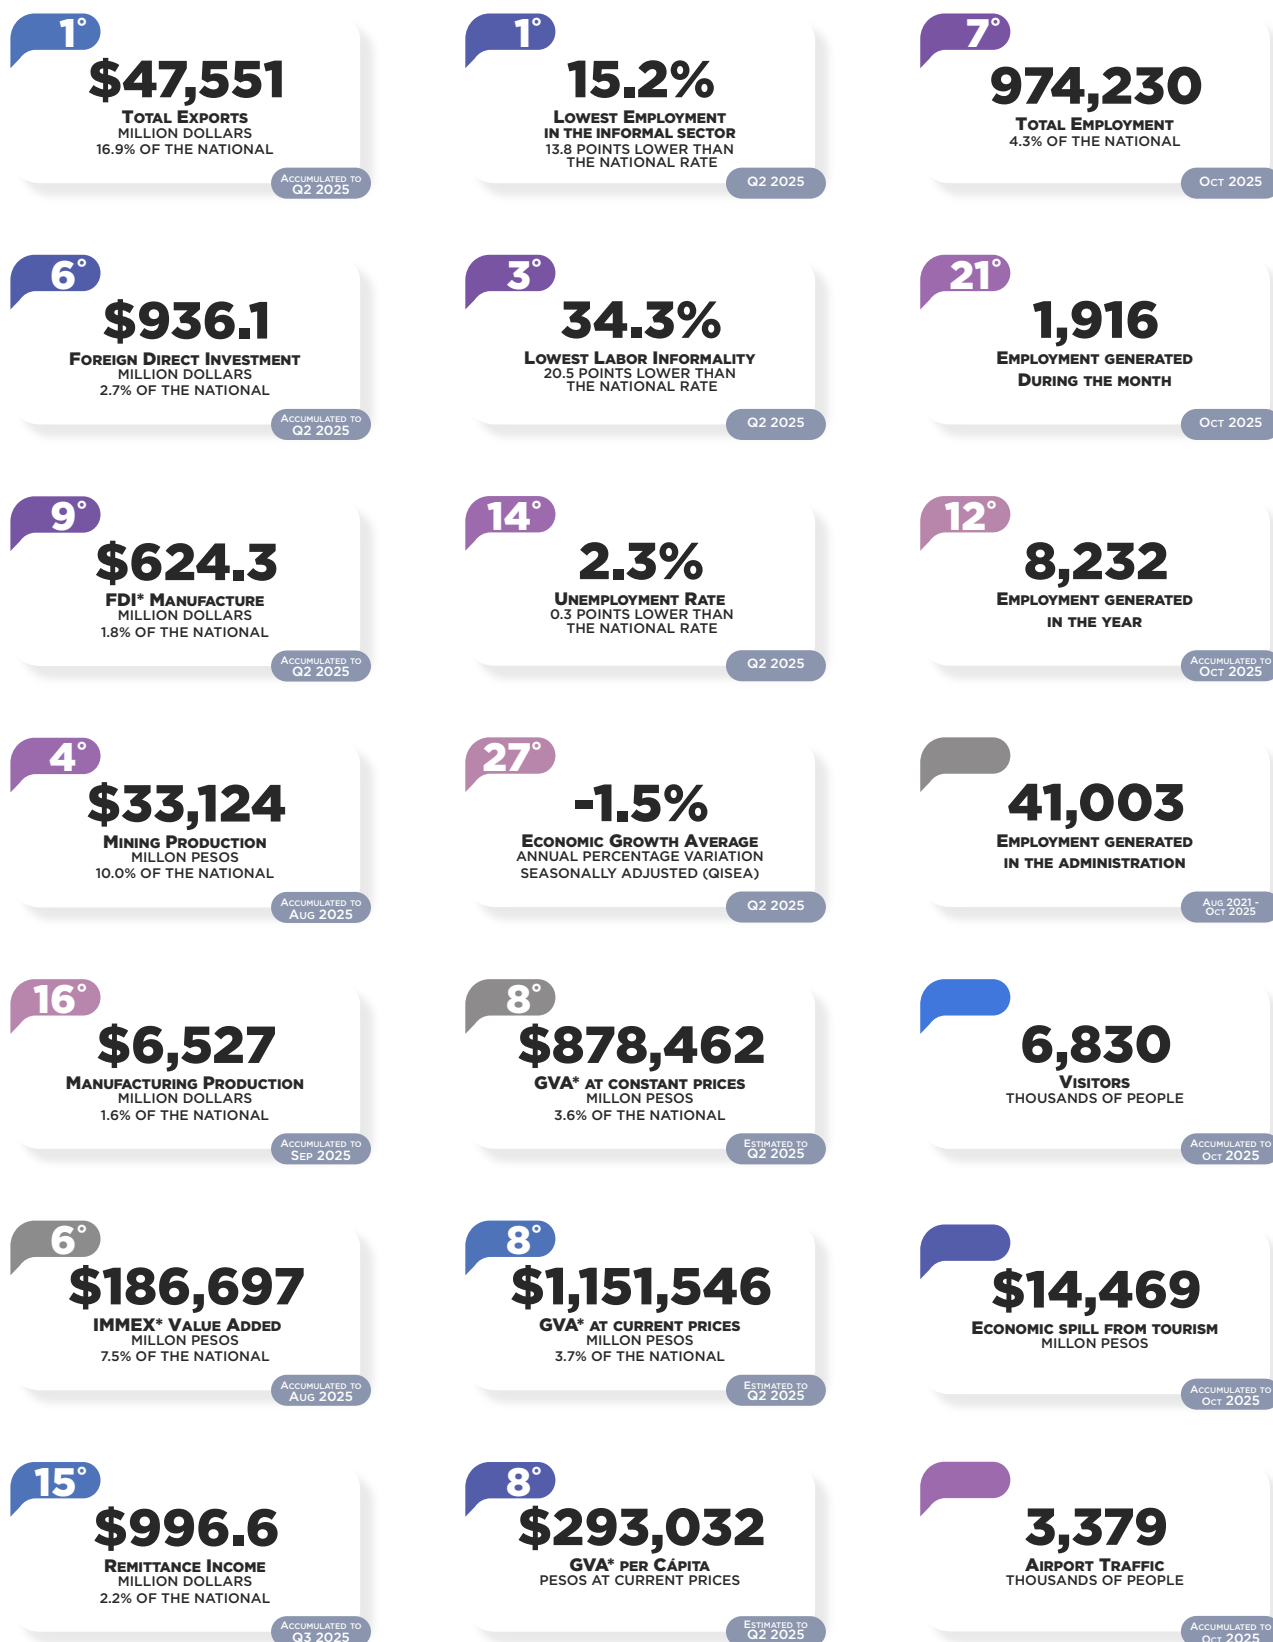 1°
$47,551
Total Exports
MILLION DOLLARS
16.9% OF THE NATIONAL
Accumulated to
Q2 2025
1°
15.2%
Lowest Employment
in the informal sector
13.8 POINTS LOWER THAN
THE NATIONAL RATE
Q2 2025
7°
974,230
Total Employment
4.3% OF THE NATIONAL
Oct 2025
6°
$936.1
Foreign Direct Investment
MILLION DOLLARS
2.7% OF THE NATIONAL
Accumulated to
Q2 2025
3°
34.3%
Lowest Labor Informality
20.5 POINTS LOWER THAN
THE NATIONAL RATE
Q2 2025
21°
1,916
Employment generated
During the month
Oct 2025
9°
$624.3
FDI* Manufacture
MILLION DOLLARS
1.8% OF THE NATIONAL
Accumulated to
Q2 2025
14°
2.3%
Unemployment Rate
0.3 POINTS LOWER THAN
THE NATIONAL RATE
Q2 2025
12°
8,232
Employment generated
in the year
Accumulated to
Oct 2025
4°
$33,124
Mining Production
MILLON PESOS
10.0% OF THE NATIONAL
Accumulated to
Aug 2025
27°
-1.5%
Economic Growth Average
ANNUAL PERCENTAGE VARIATION
SEASONALLY ADJUSTED (QISEA)
Q2 2025
41,003
Employment generated
in the administration
Aug 2021 -
Oct 2025
16°
$6,527
Manufacturing Production
MILLION DOLLARS
1.6% OF THE NATIONAL
Accumulated to
Sep 2025
8°
$878,462
GVA* at constant prices
MILLON PESOS
3.6% OF THE NATIONAL
Estimated to
Q2 2025
6,830
Visitors
THOUSANDS OF PEOPLE
Accumulated to
Oct 2025
6°
$186,697
IMMEX* Value Added
MILLON PESOS
7.5% OF THE NATIONAL
Accumulated to
Aug 2025
8°
$1,151,546
GVA* at current prices
MILLON PESOS
3.7% OF THE NATIONAL
Estimated to
Q2 2025
$14,469
Economic spill from tourism
MILLON PESOS
Accumulated to
Oct 2025
15°
$996.6
Remittance Income
MILLION DOLLARS
2.2% OF THE NATIONAL
Accumulated to
Q3 2025
8°
$293,032
GVA* per Cápita
PESOS AT CURRENT PRICES
Estimated to
Q2 2025
3,379
Airport Traffic
THOUSANDS OF PEOPLE
Accumulated to
Oct 2025